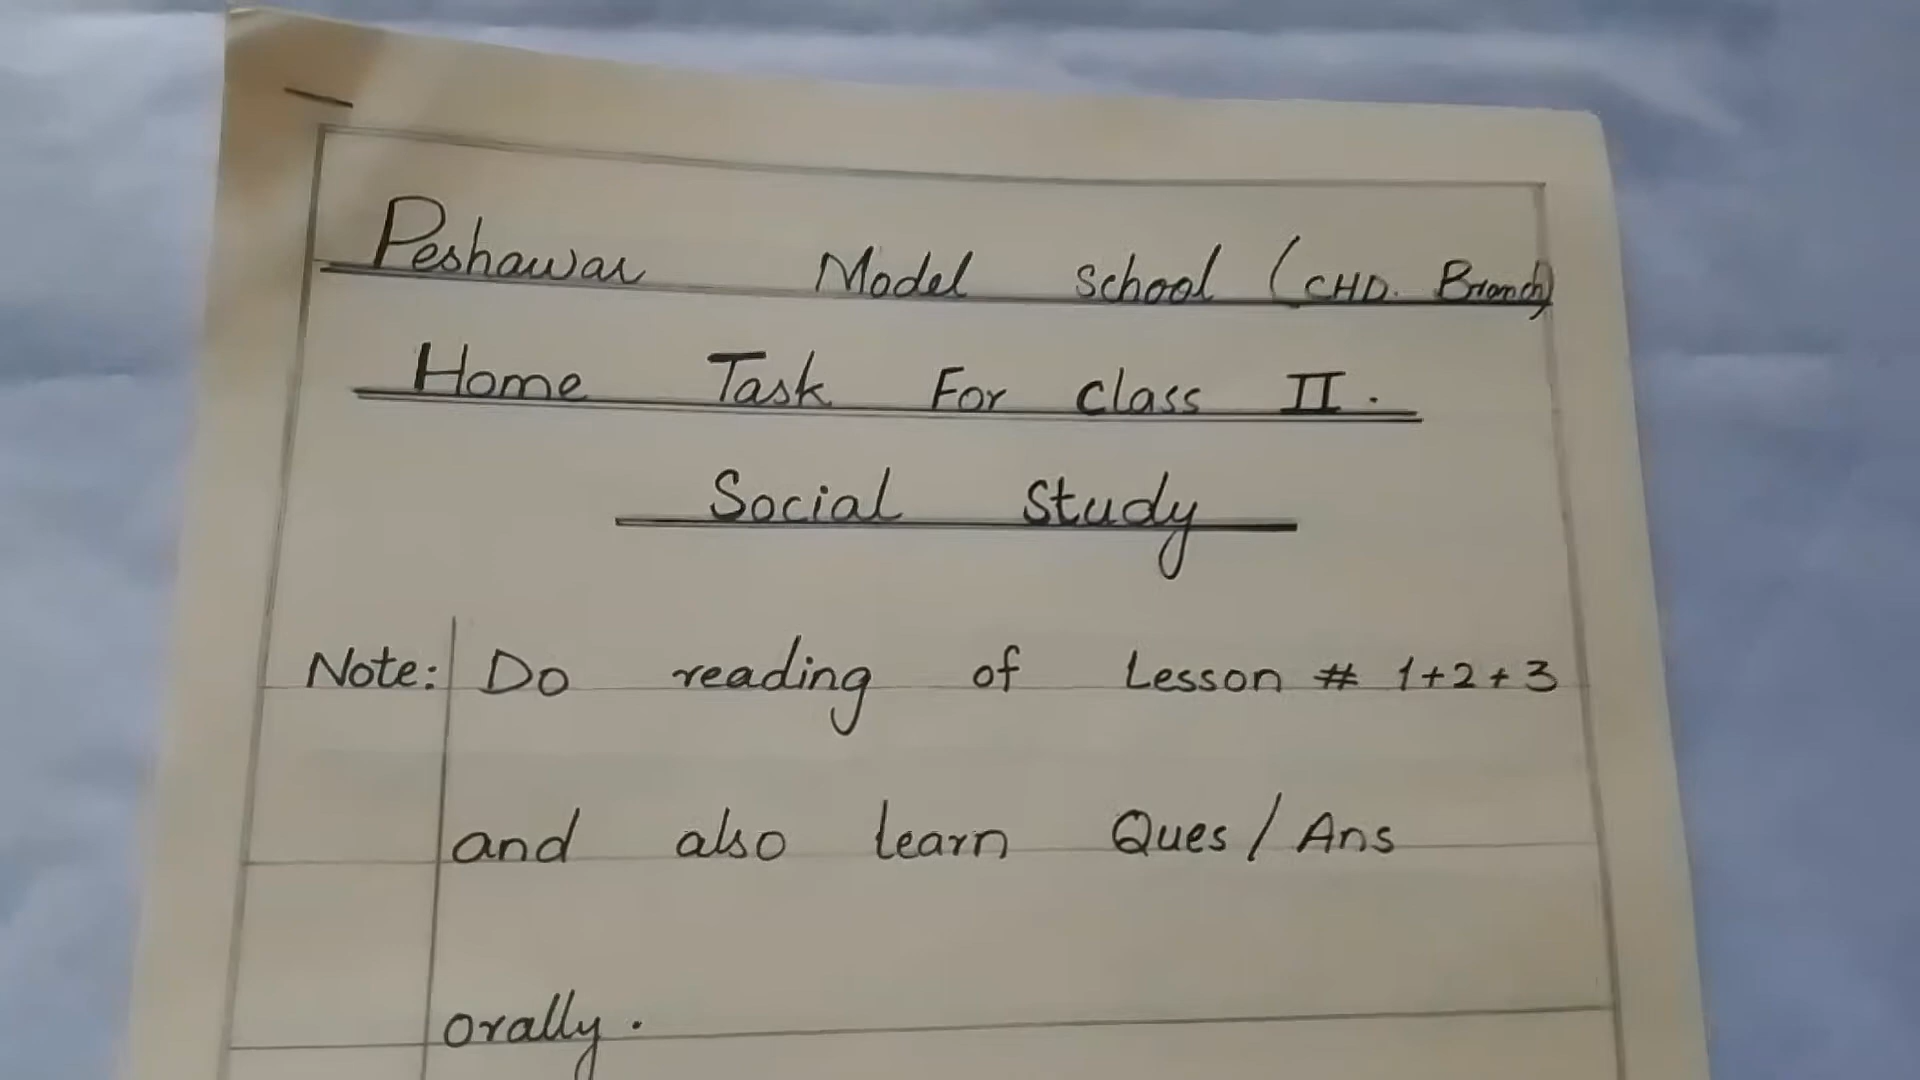 Peshawar Model School (CHD. Branch)
Home Task For Class II.
Social Study
Note: Do reading of Lesson # 1+2+3
and also learn Ques/Ans
orally.